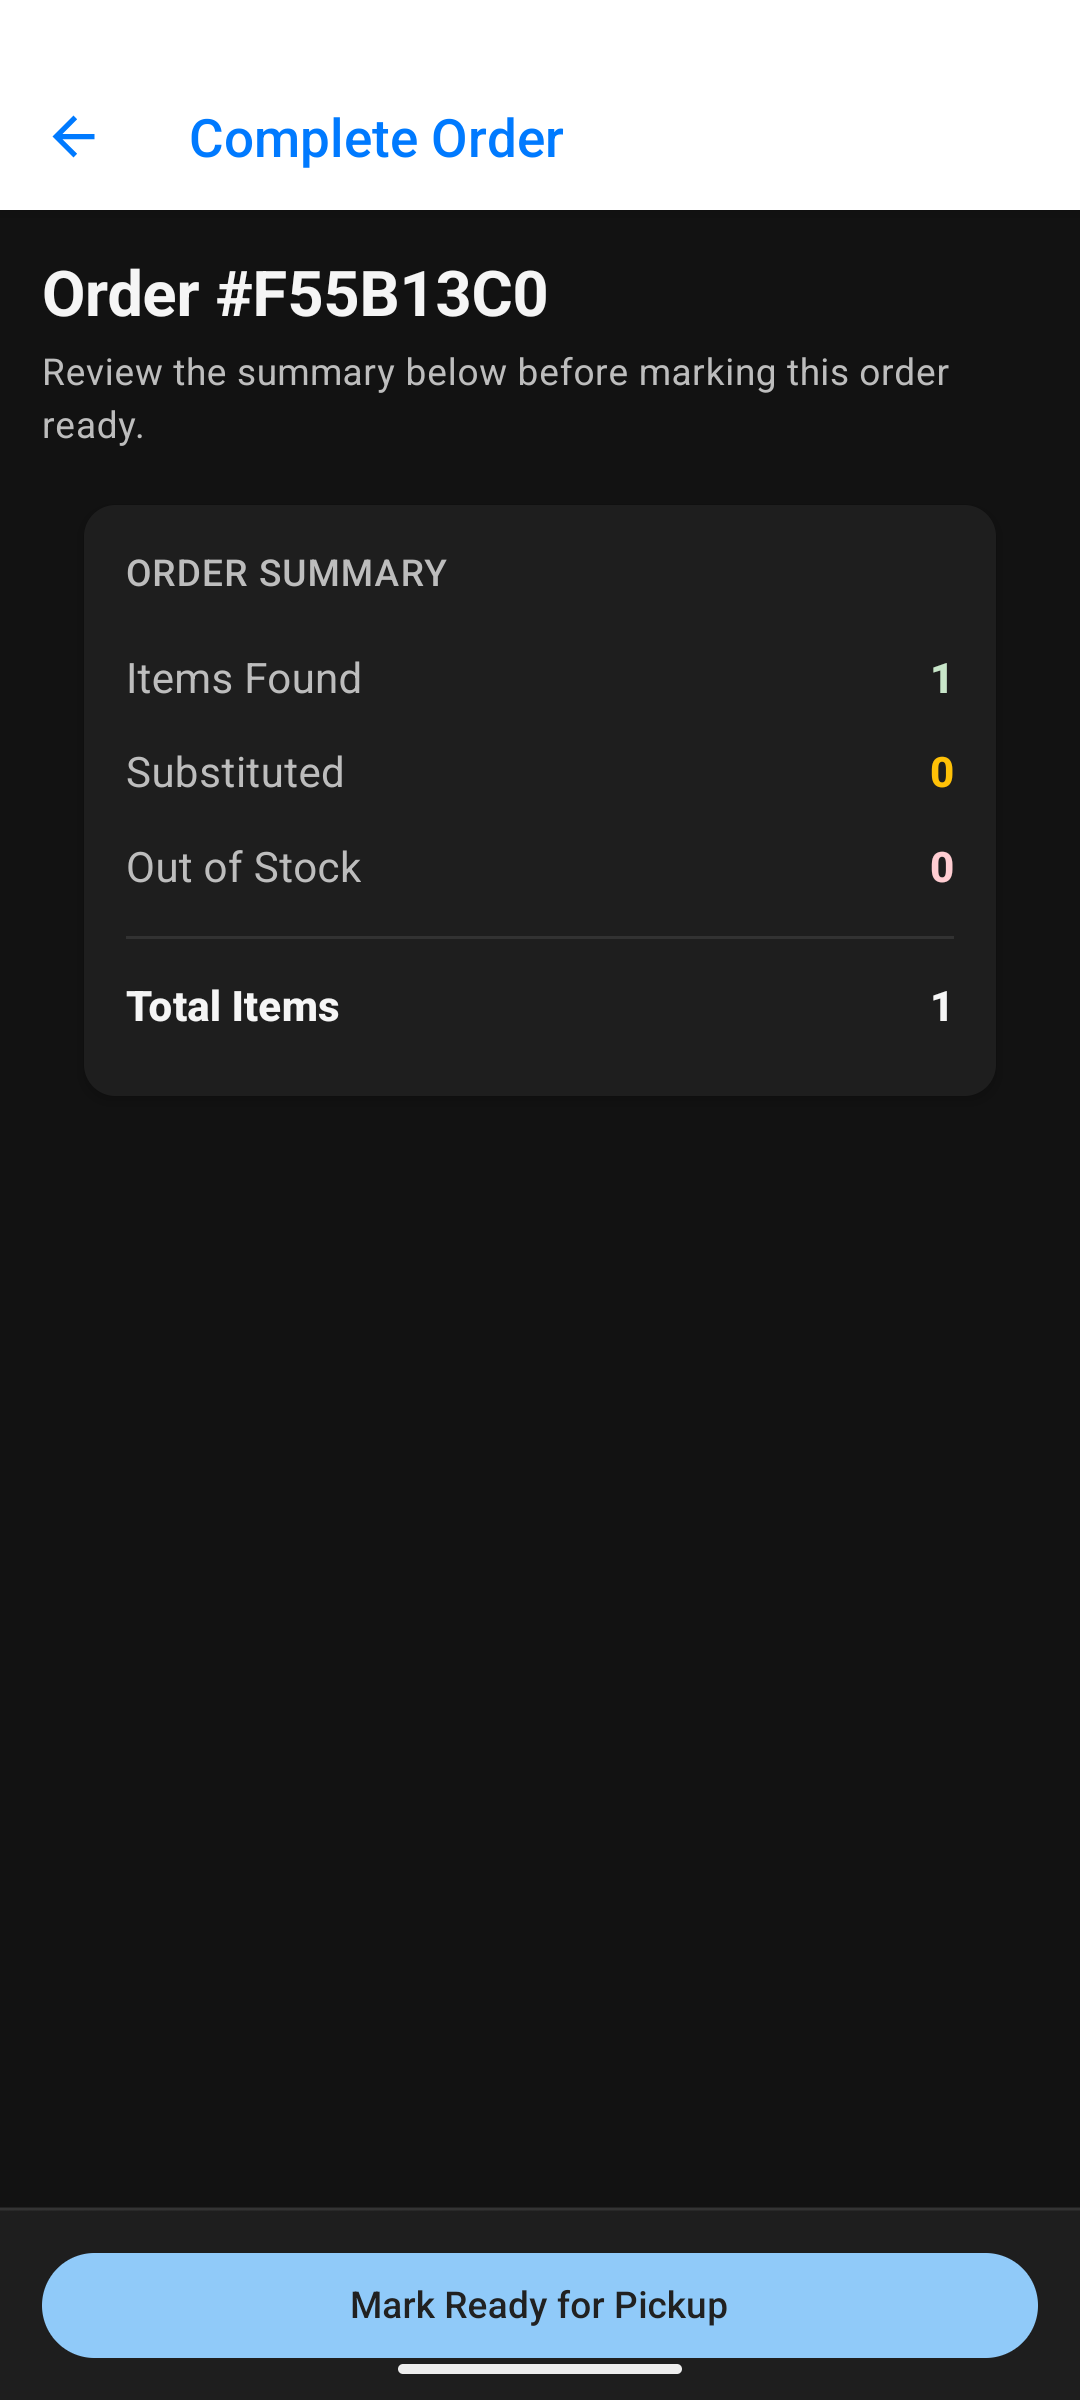 Complete Order
Order #F55B13C0
Review the summary below before marking this order
ready.
ORDER SUMMARY
Items Found 1
Substituted 0
Out of Stock 0
Total Items 1
Mark Ready for Pickup